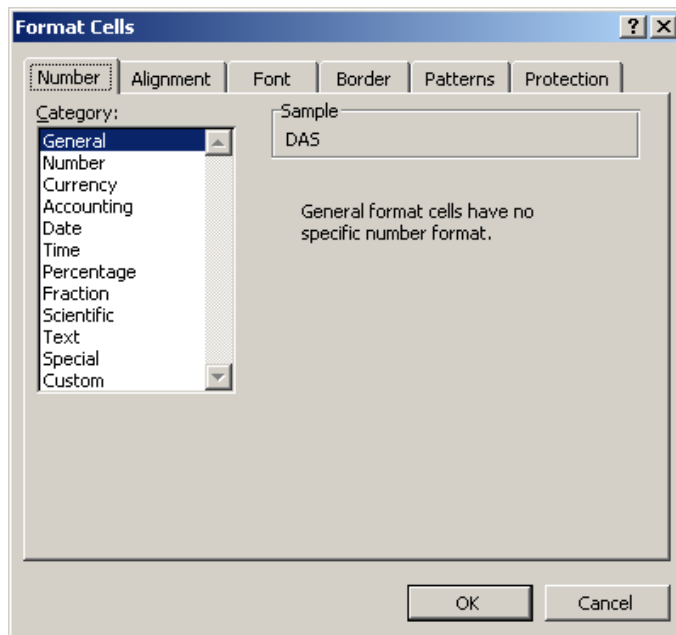 Format Cells
Number Alignment Font Border Patterns Protection
Category:
General
Number
Currency
Accounting
Date
Time
Percentage
Fraction
Scientific
Text
Special
Custom
Sample
DAS
General format cells have no
specific number format.
OK Cancel